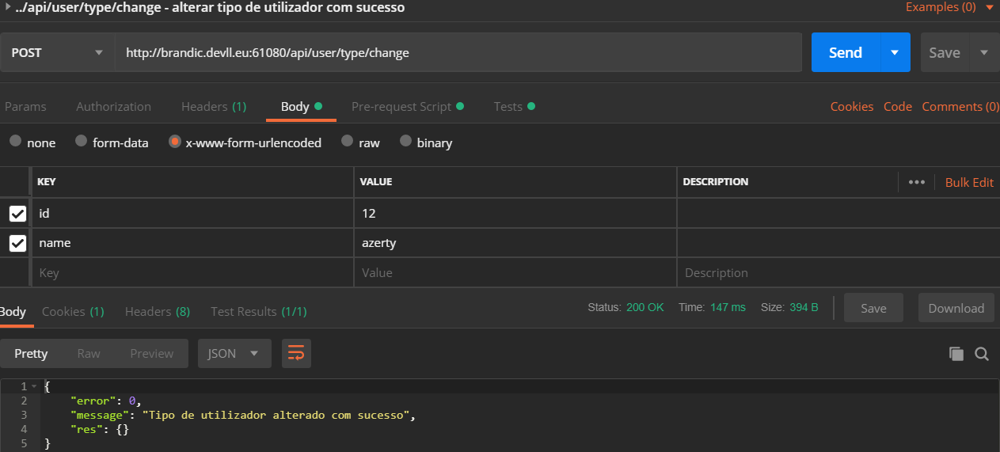 ../api/user/type/change - alterar tipo de utilizador com sucesso
Examples (0)
POST
http://brandic.devll.eu:61080/api/user/type/change
Send
Save
Params
Authorization
Headers (1)
Body
Pre-request Script
Tests
Cookies
Code
Comments (0)
none
form-data
x-www-form-urlencoded
raw
binary
KEY
VALUE
DESCRIPTION
Bulk Edit
id
12
name
azerty
Key
Value
Description
Body
Cookies (1)
Headers (8)
Test Results (1/1)
Status: 200 OK
Time: 147 ms
Size: 394 B
Save
Download
Pretty
Raw
Preview
JSON
1 {
2 "error": 0,
3 "message": "Tipo de utilizador alterado com sucesso",
4 "res": {}
5 }